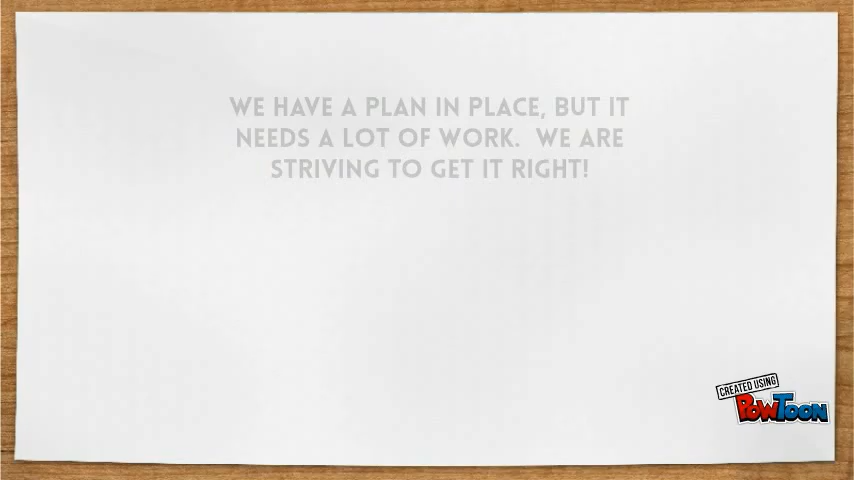 WE HAVE A PLAN IN PLACE, BUT IT
NEEDS A LOT OF WORK.  WE ARE
STRIVING TO GET IT RIGHT!
CREATED USING
POWTOON